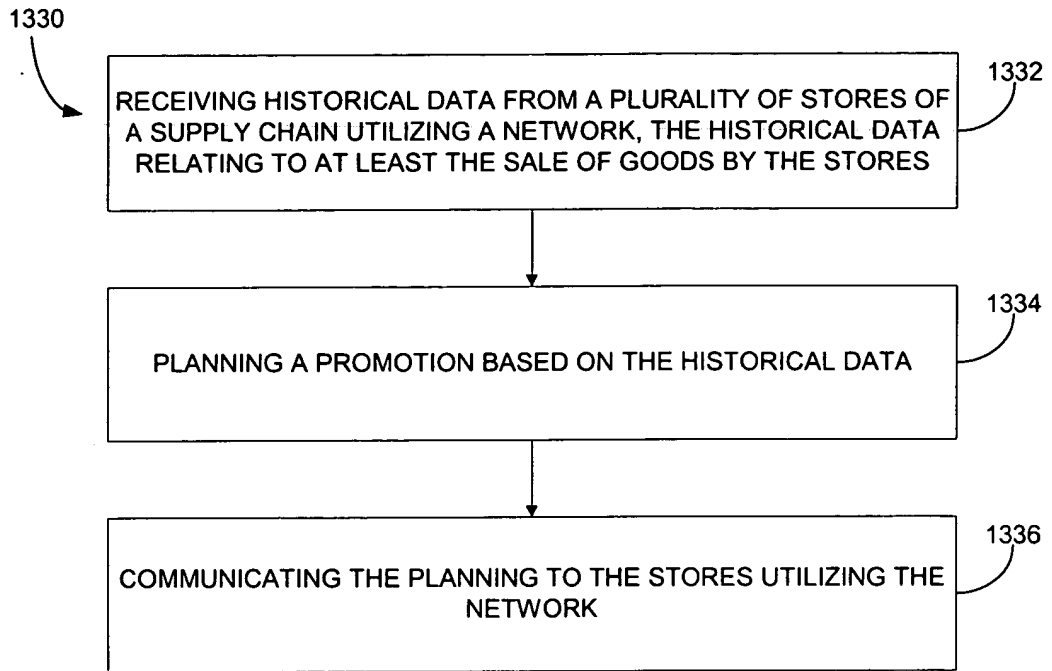 1330
1332
RECEIVING HISTORICAL DATA FROM A PLURALITY OF STORES OF
A SUPPLY CHAIN UTILIZING A NETWORK, THE HISTORICAL DATA
RELATING TO AT LEAST THE SALE OF GOODS BY THE STORES
1334
PLANNING A PROMOTION BASED ON THE HISTORICAL DATA
1336
COMMUNICATING THE PLANNING TO THE STORES UTILIZING THE
NETWORK